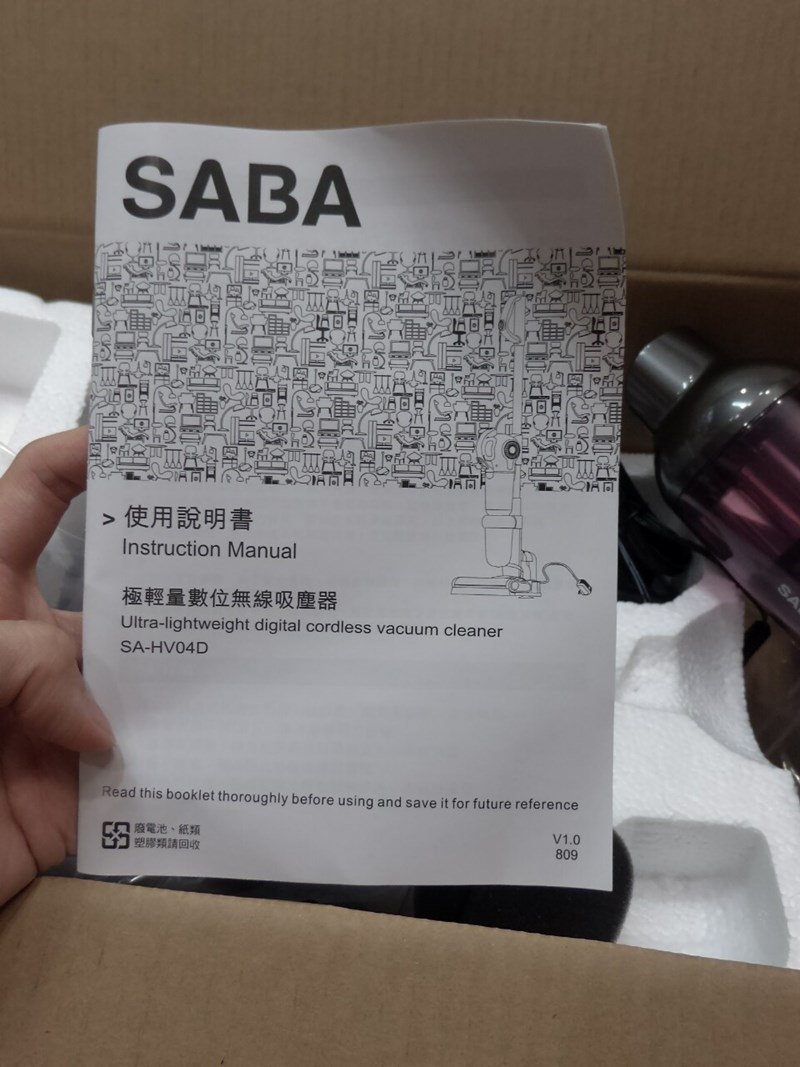 SABA
> 使用說明書
Instruction Manual
極輕量數位無線吸塵器
Ultra-lightweight digital cordless vacuum cleaner
SA-HV04D
Read this booklet thoroughly before using and save it for future reference
廢電池、紙類
塑膠類請回收
V1.0
809
SA